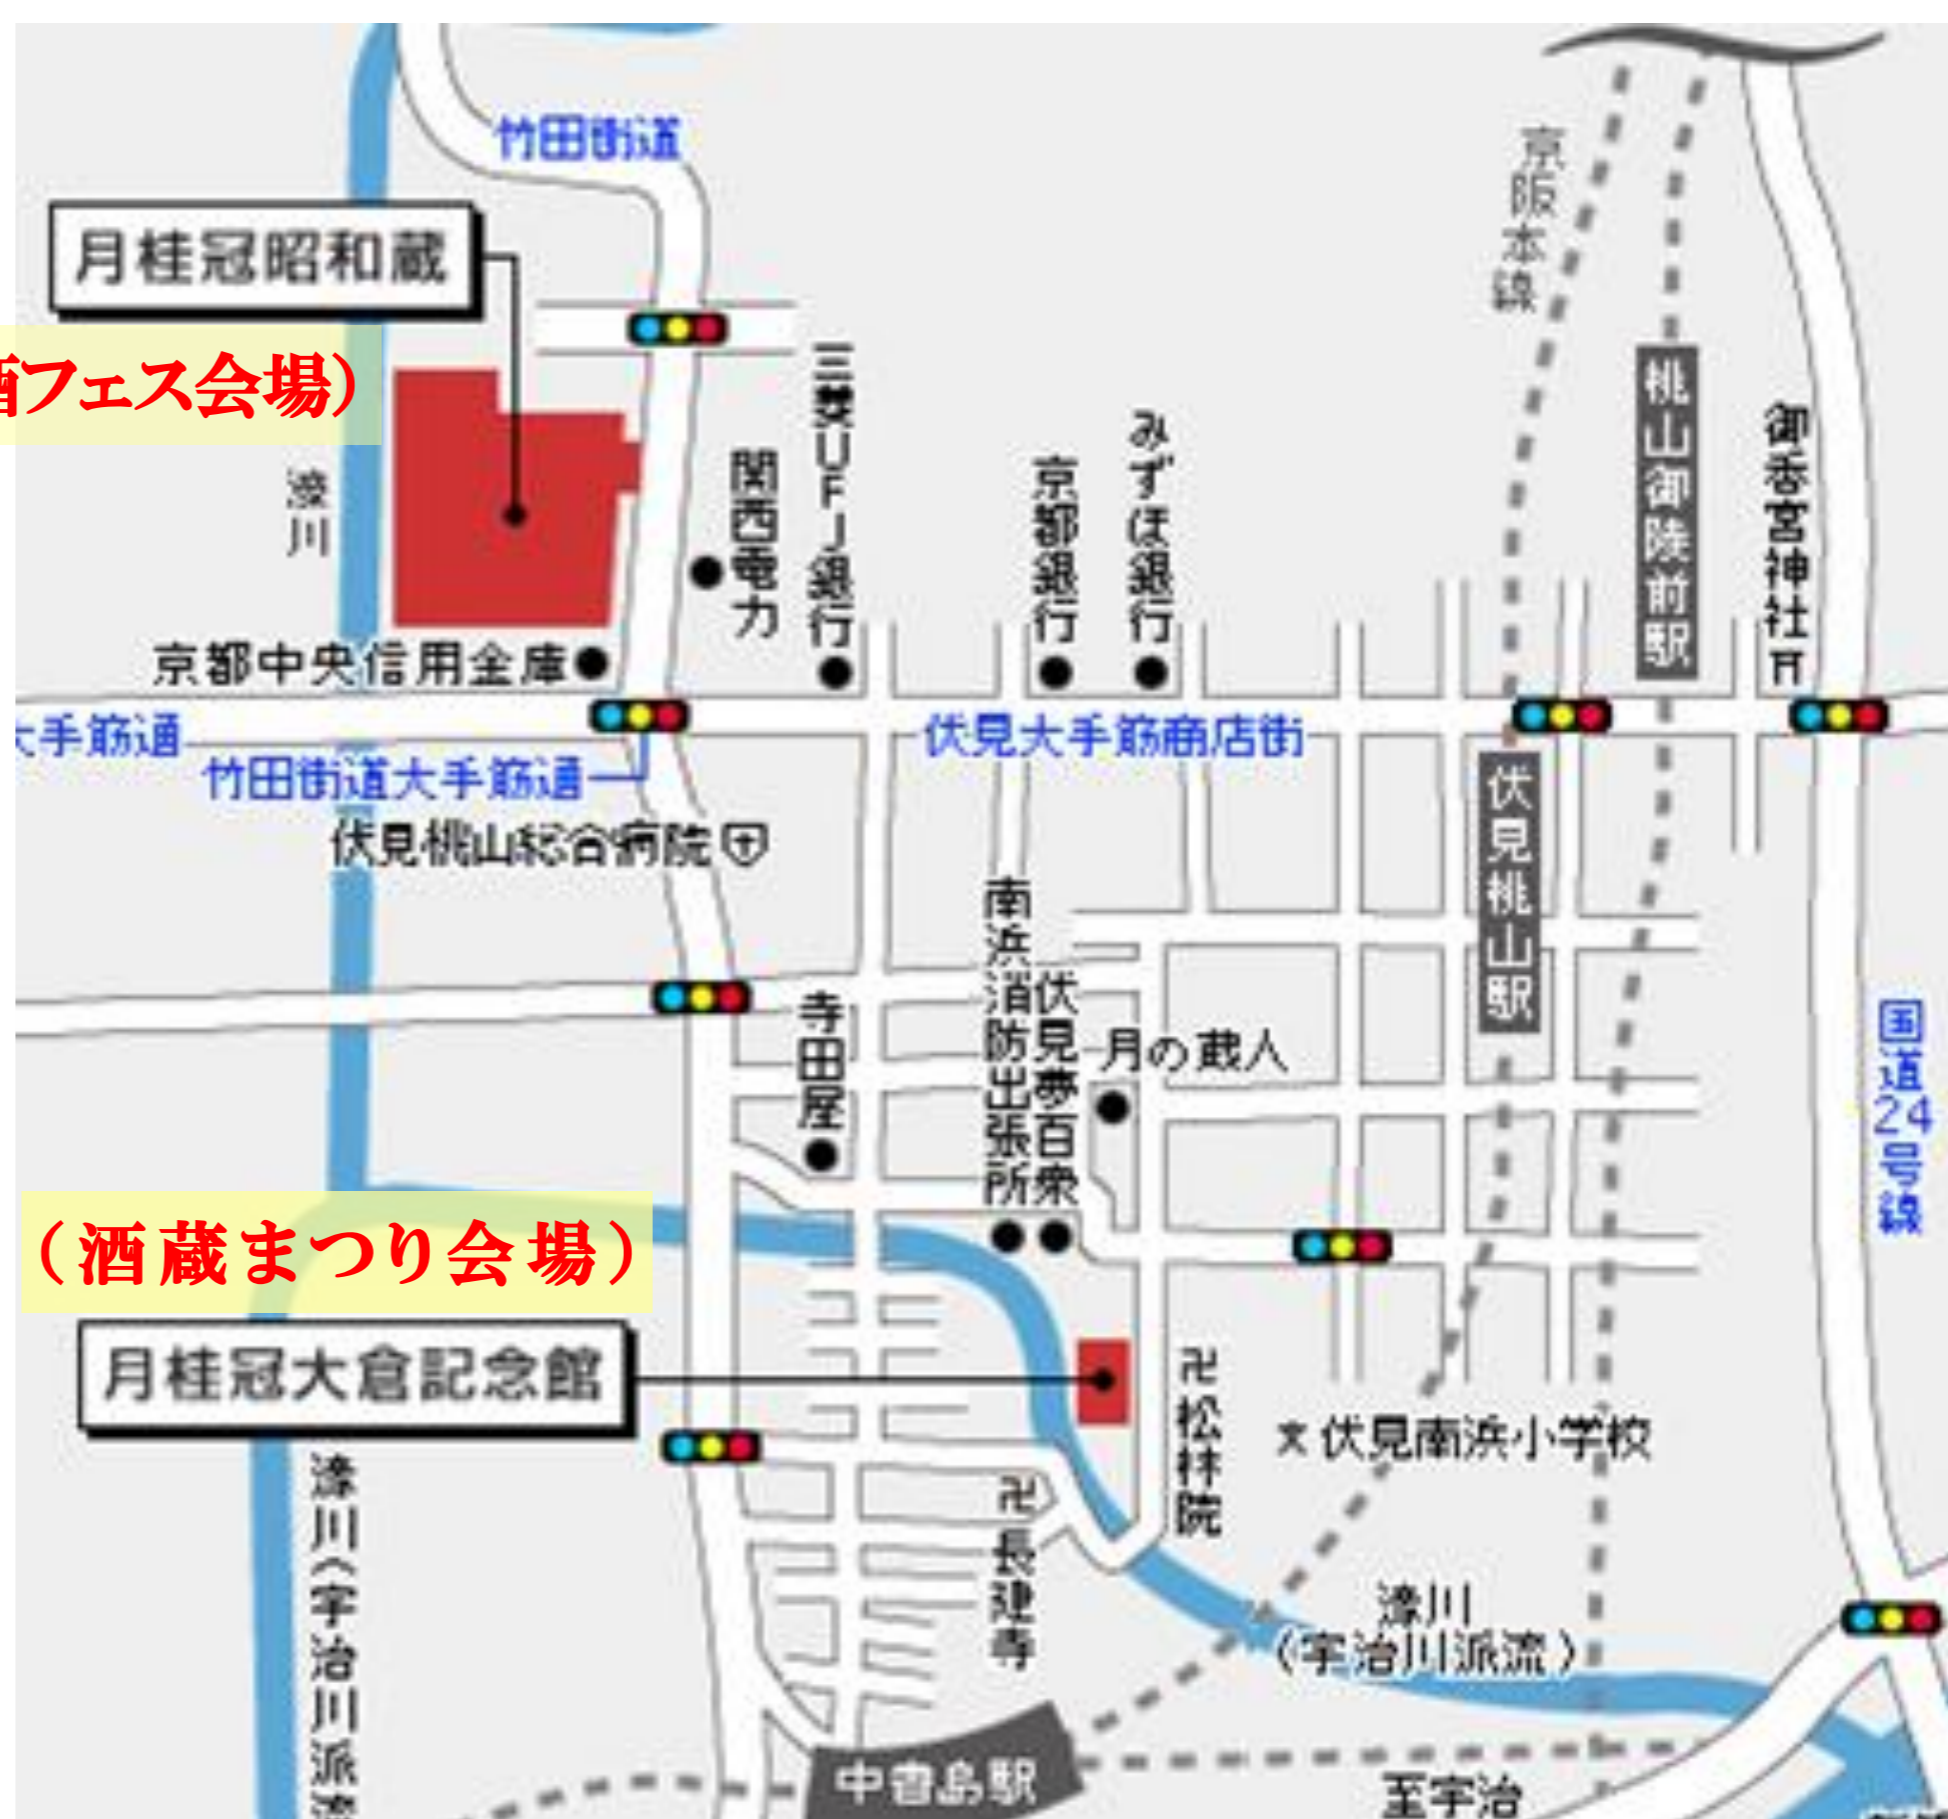 竹田街道
京阪本線
月桂冠昭和蔵
酒フェス会場）
三菱UFJ銀行
桃山御陵前駅
御香宮神社
濠川
関西電力
京都銀行
みずほ銀行
京都中央信用金庫
大手筋通
伏見大手筋商店街
竹田街道大手筋通
伏見桃山総合病院
伏見桃山駅
南浜消防出張所
伏見夢百衆
寺田屋
月の蔵人
国道24号線
（酒蔵まつり会場）
月桂冠大倉記念館
卍松林院
文伏見南浜小学校
濠川（宇治川派流
卍長建寺
濠川
（宇治川派流）
中書島駅
至宇治